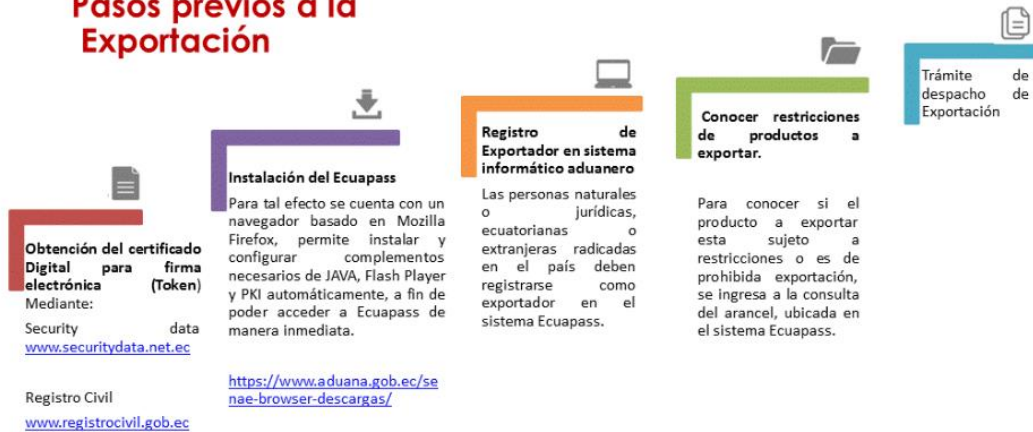 Pasos previos a la
Exportación
Obtención del certificado
Digital para firma
electrónica (Token)
Mediante:
Security data
www.securitydata.net.ec
Registro Civil
www.registrocivil.gob.ec
Instalación del Ecuapass
Para tal efecto se cuenta con un
navegador basado en Mozilla
Firefox, permite instalar y
configurar complementos
necesarios de JAVA, Flash Player
y PKI automáticamente, a fin de
poder acceder a Ecuapass de
manera inmediata.
https://www.aduana.gob.ec/se
nae-browser-descargas/
Registro de
Exportador en sistema
informático aduanero
Las personas naturales
o jurídicas,
ecuatorianas o
extranjeras radicadas
en el país deben
registrarse como
exportador en el
sistema Ecuapass.
Conocer restricciones
de productos a
exportar.
Para conocer si el
producto a exportar
esta sujeto a
restricciones o es de
prohibida exportación,
se ingresa a la consulta
del arancel, ubicada en
el sistema Ecuapass.
Trámite de
despacho de
Exportación